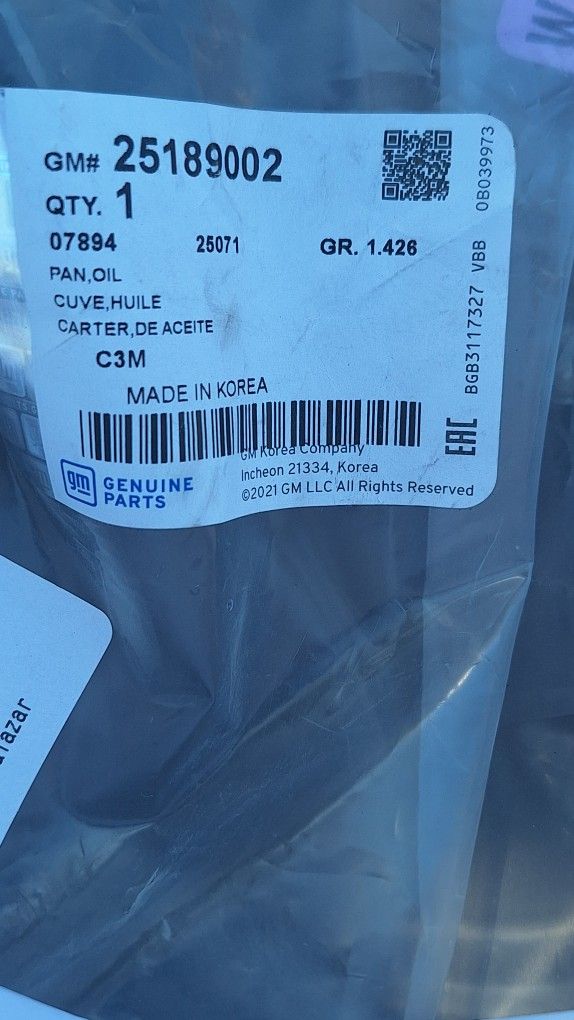 GM# 25189002
QTY. 1
07894 25071 GR. 1.426
PAN,OIL
CUVE,HUILE
CARTER,DE ACEITE
C3M
MADE IN KOREA
GM Korea Company
Incheon 21334, Korea
©2021 GM LLC All Rights Reserved
gm GENUINE
PARTS
BGB3117327 VBB 0B039973
EAC